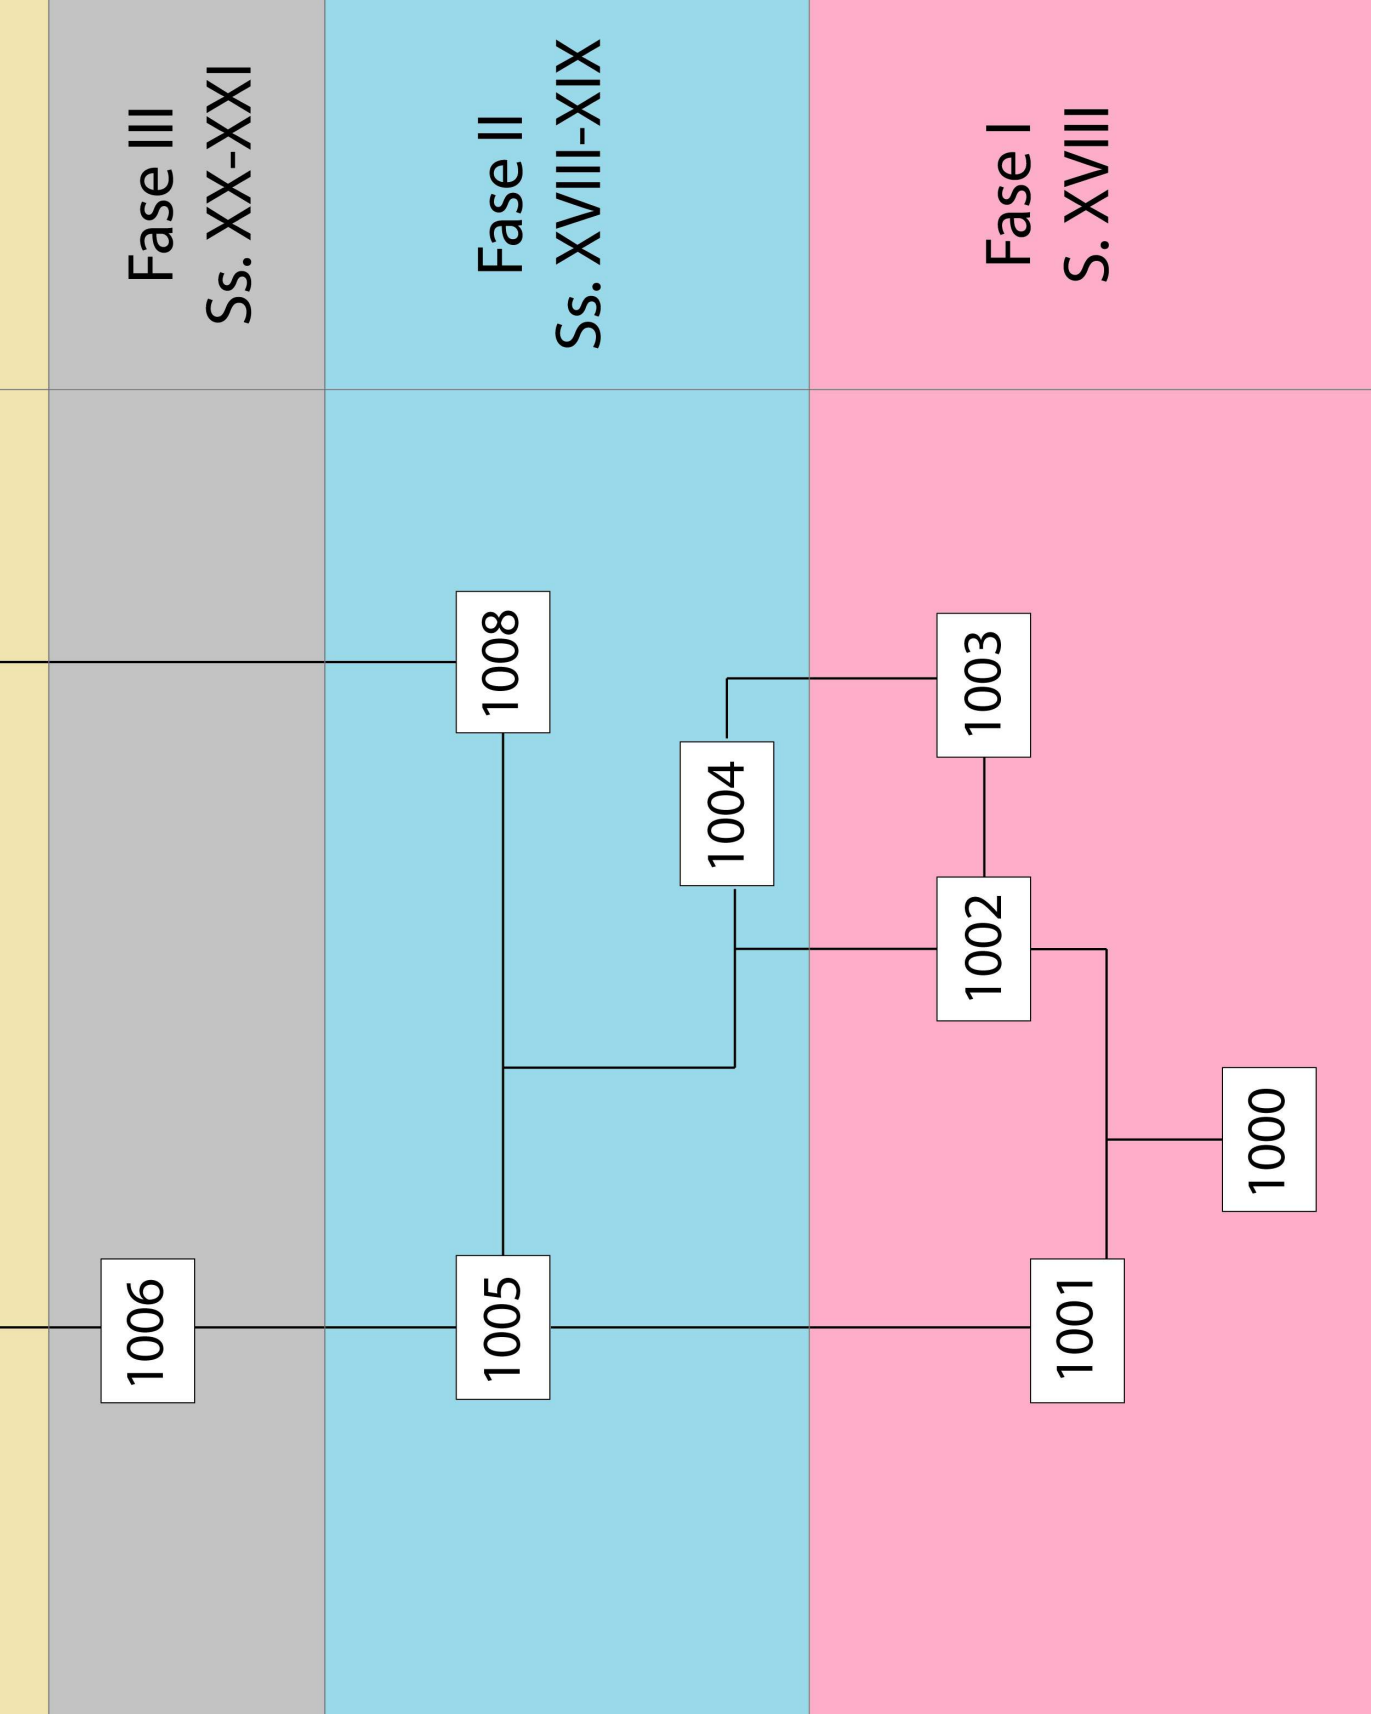 Fase III
Ss. XX-XXI
Fase II
Ss. XVIII-XIX
Fase I
S. XVIII
1006
1005
1008
1004
1002
1003
1001
1000